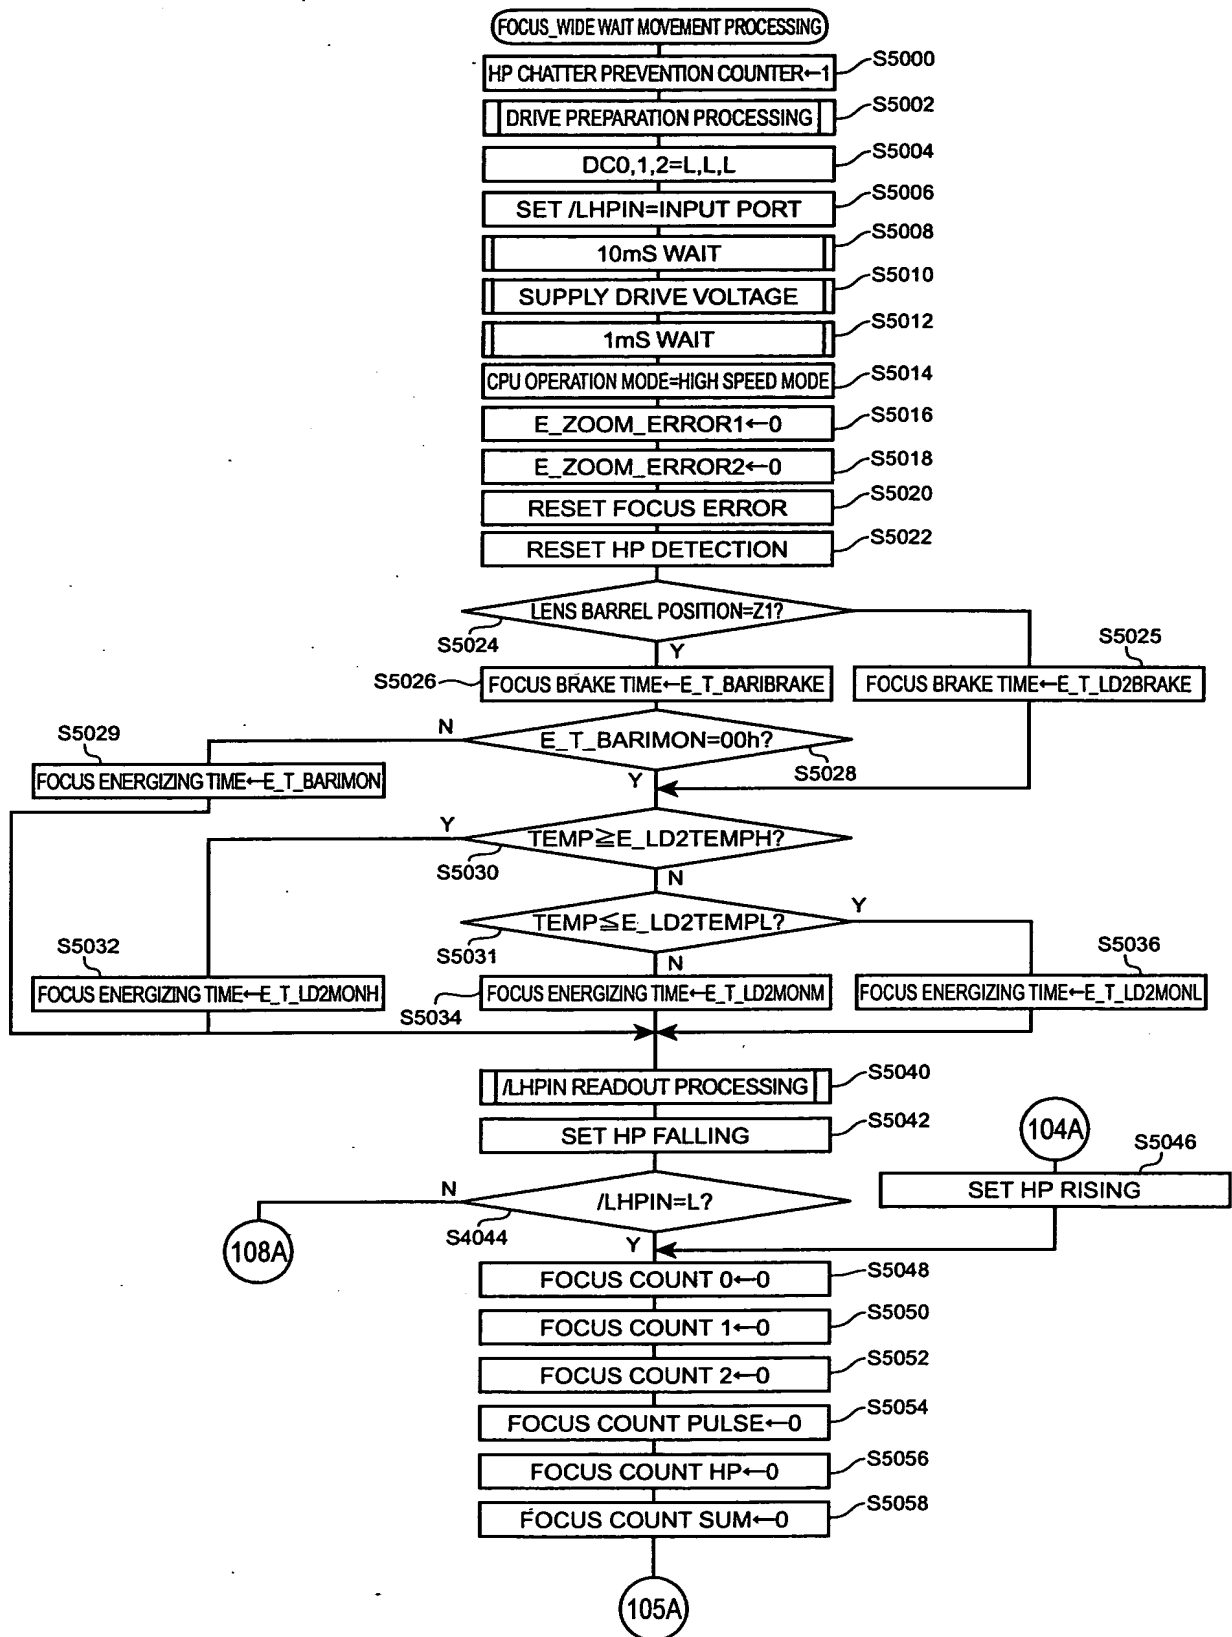 FOCUS_WIDE WAIT MOVEMENT PROCESSING
HP CHATTER PREVENTION COUNTER←1
S5000
DRIVE PREPARATION PROCESSING
S5002
DC0,1,2=L,L,L
S5004
SET /LHPIN=INPUT PORT
S5006
10mS WAIT
S5008
SUPPLY DRIVE VOLTAGE
S5010
1mS WAIT
S5012
CPU OPERATION MODE=HIGH SPEED MODE
S5014
E_ZOOM_ERROR1←0
S5016
E_ZOOM_ERROR2←0
S5018
RESET FOCUS ERROR
S5020
RESET HP DETECTION
S5022
LENS BARREL POSITION=Z1?
S5024
Y
S5025
S5026
FOCUS BRAKE TIME←E_T_BARIBRAKE
FOCUS BRAKE TIME←E_T_LD2BRAKE
N
E_T_BARIMON=00h?
S5028
S5029
Y
FOCUS ENERGIZING TIME←E_T_BARIMON
Y
TEMP≧E_LD2TEMPH?
S5030
N
TEMP≦E_LD2TEMPL?
Y
S5031
N
S5032
S5036
FOCUS ENERGIZING TIME←E_T_LD2MONH
FOCUS ENERGIZING TIME←E_T_LD2MONM
FOCUS ENERGIZING TIME←E_T_LD2MONL
S5034
/LHPIN READOUT PROCESSING
S5040
SET HP FALLING
S5042
104A
S5046
SET HP RISING
N
/LHPIN=L?
S4044
Y
108A
FOCUS COUNT 0←0
S5048
FOCUS COUNT 1←0
S5050
FOCUS COUNT 2←0
S5052
FOCUS COUNT PULSE←0
S5054
FOCUS COUNT HP←0
S5056
FOCUS COUNT SUM←0
S5058
105A